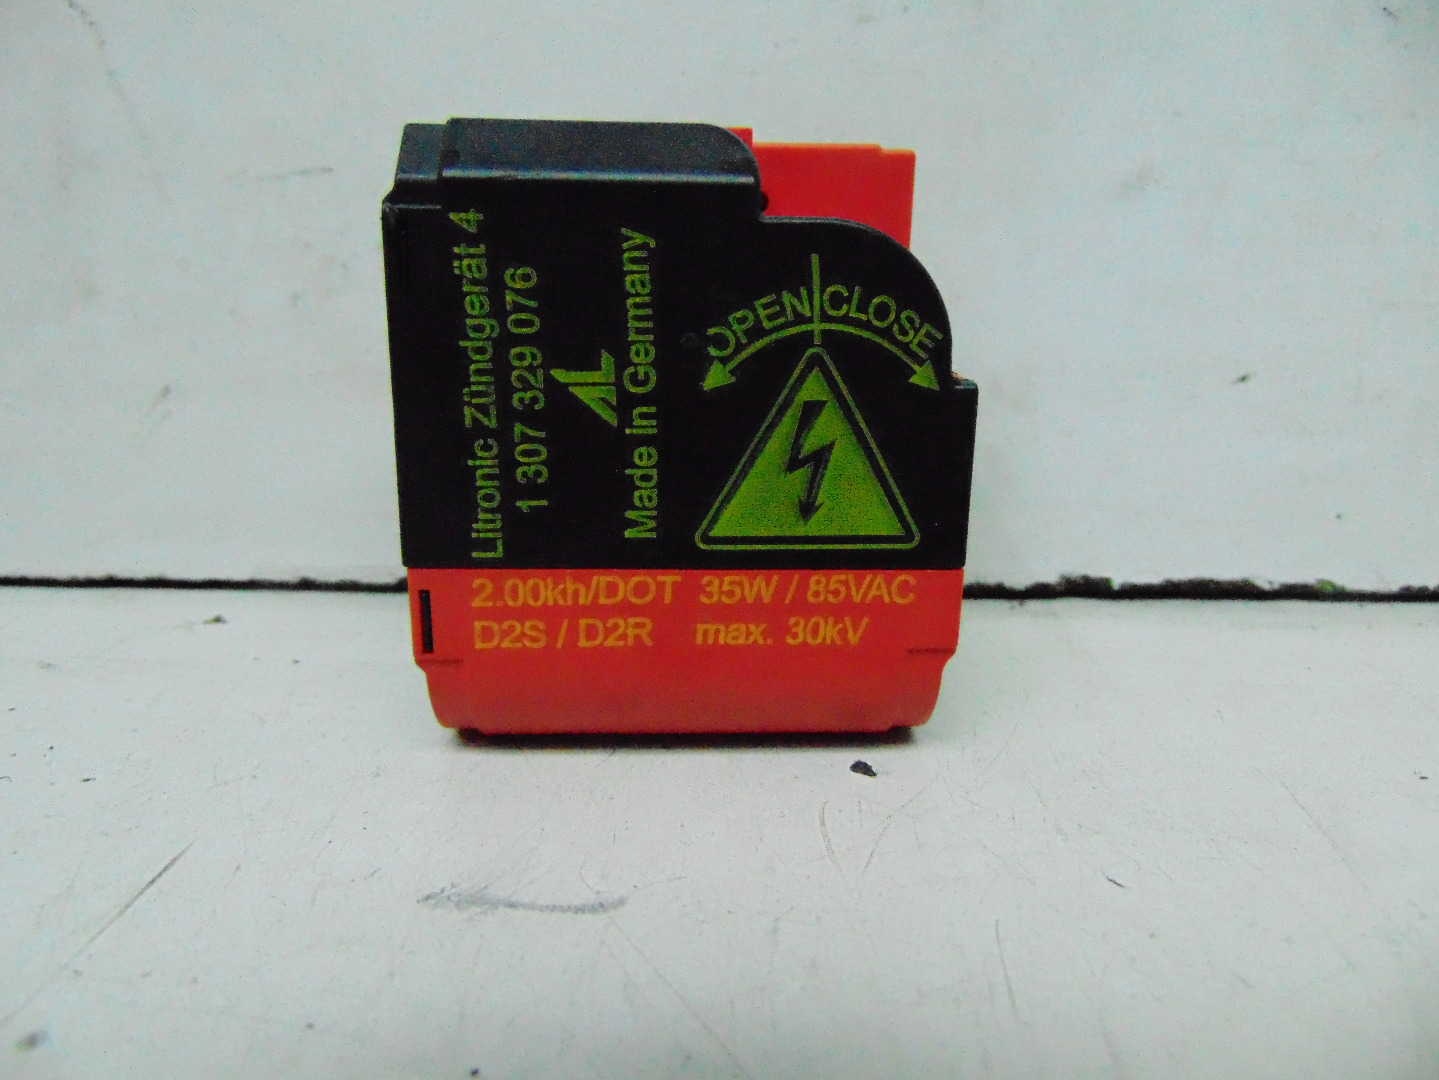 Litronic Zündgerät 4
1 307 329 076
AL
Made in Germany
OPEN CLOSE
2.00kh/DOT 35W / 85VAC
D2S / D2R max. 30kV